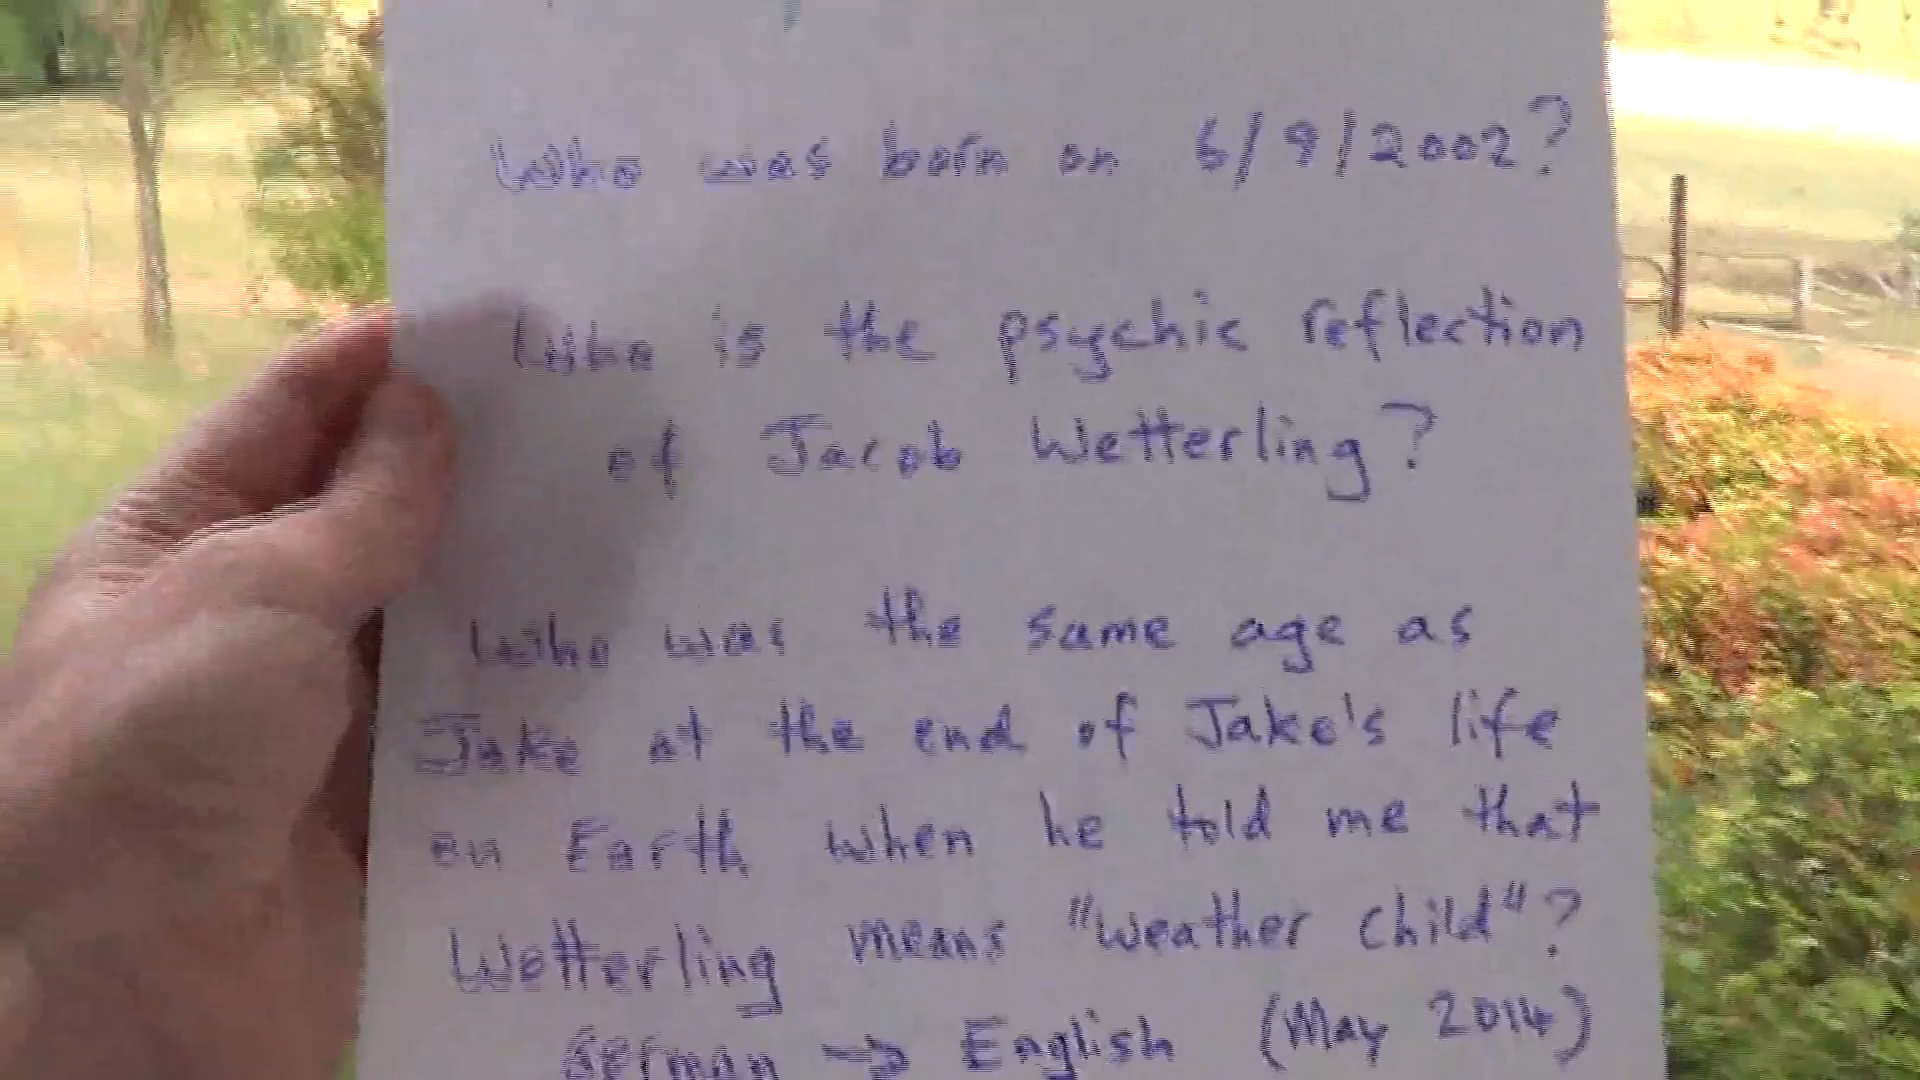 Who was born on 6/9/2002?
Who is the psychic reflection
of Jacob Wetterling?
Who was the same age as
Jake at the end of Jake's life
on Earth when he told me that
Wetterling means "weather child"?
German → English (May 2014)